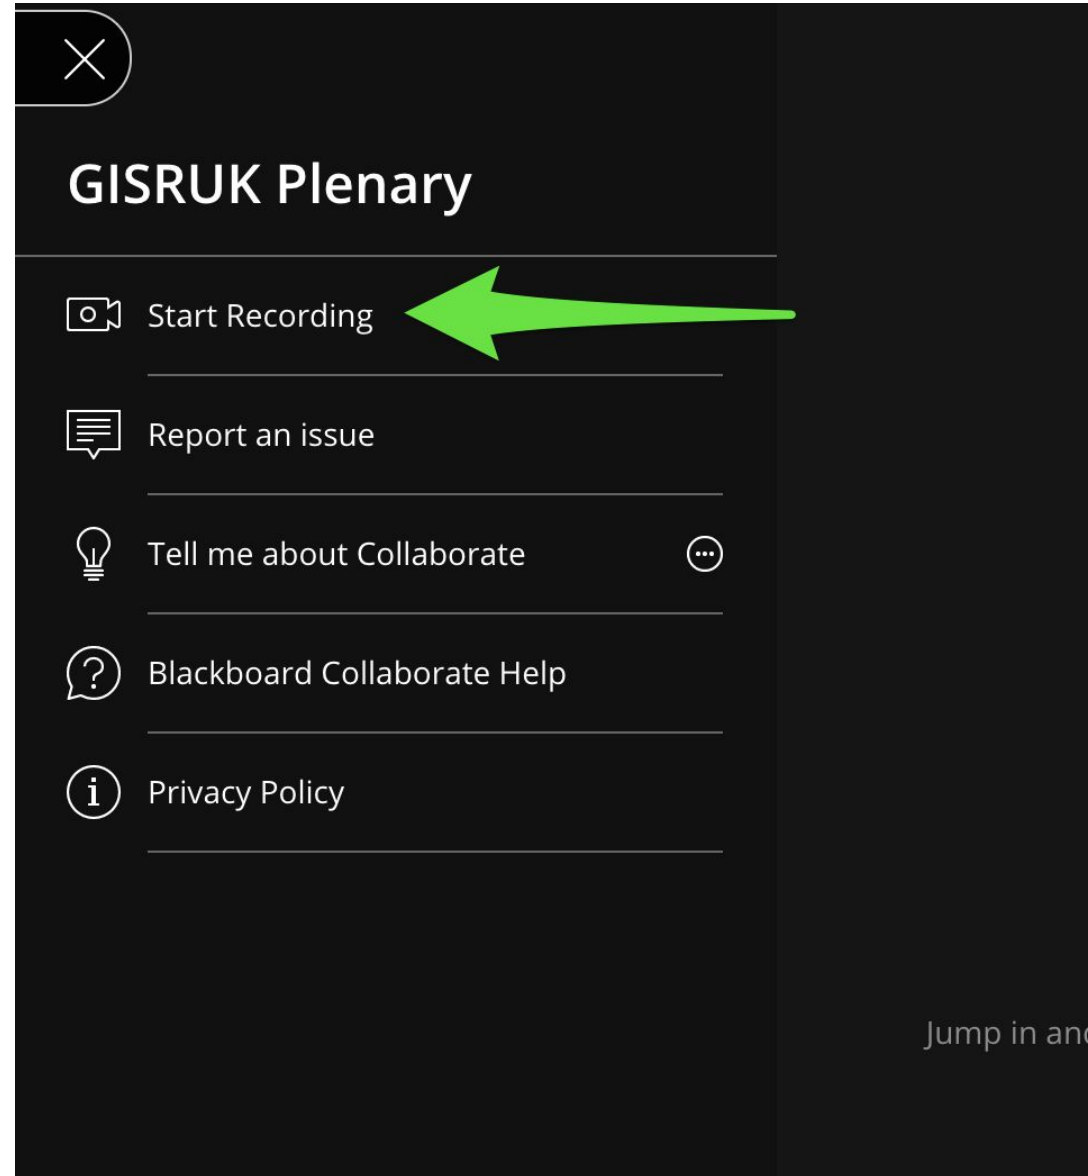 GISRUK Plenary
Start Recording
Report an issue
Tell me about Collaborate
Blackboard Collaborate Help
Privacy Policy
Jump in and